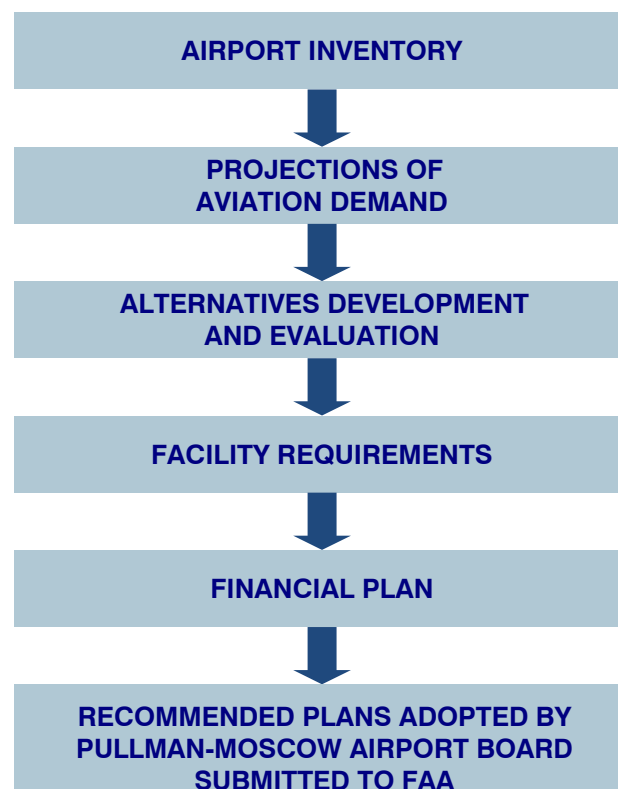 AIRPORT INVENTORY
PROJECTIONS OF
AVIATION DEMAND
ALTERNATIVES DEVELOPMENT
AND EVALUATION
FACILITY REQUIREMENTS
FINANCIAL PLAN
RECOMMENDED PLANS ADOPTED BY
PULLMAN-MOSCOW AIRPORT BOARD
SUBMITTED TO FAA